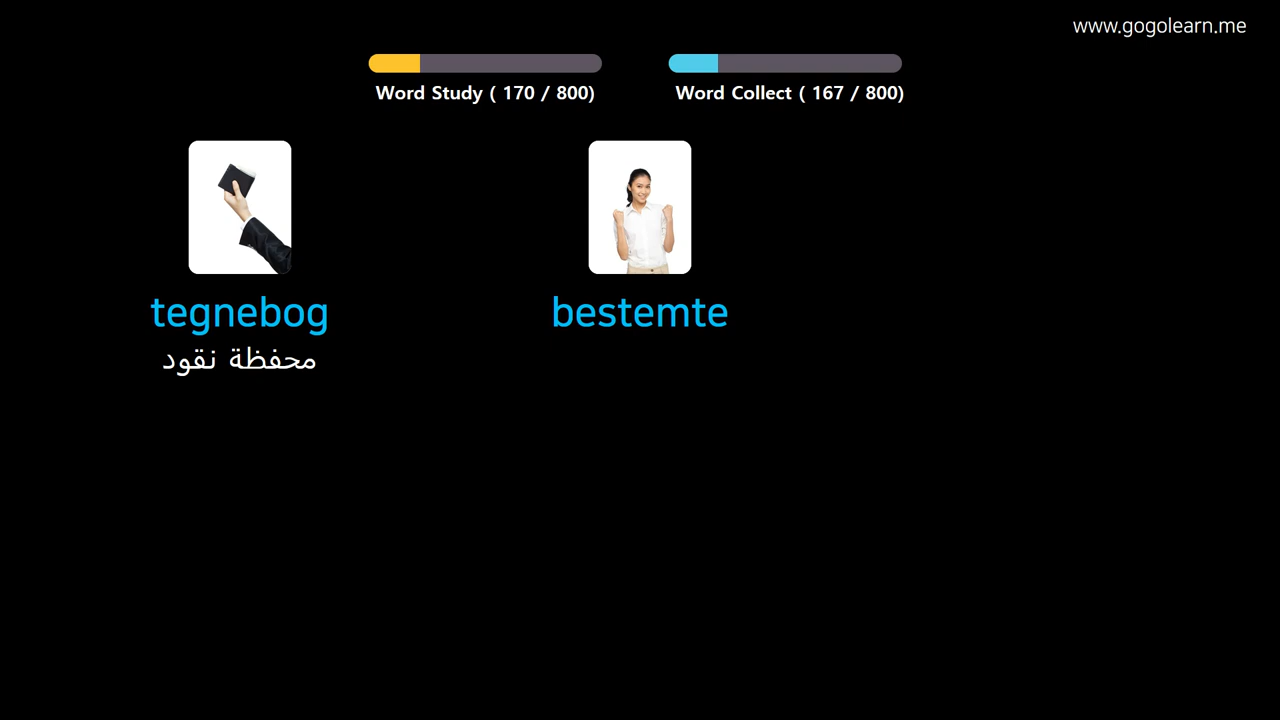 www.gogolearn.me
Word Study ( 170 / 800)
Word Collect ( 167 / 800)
tegnebog
محفظة نقود
bestemte